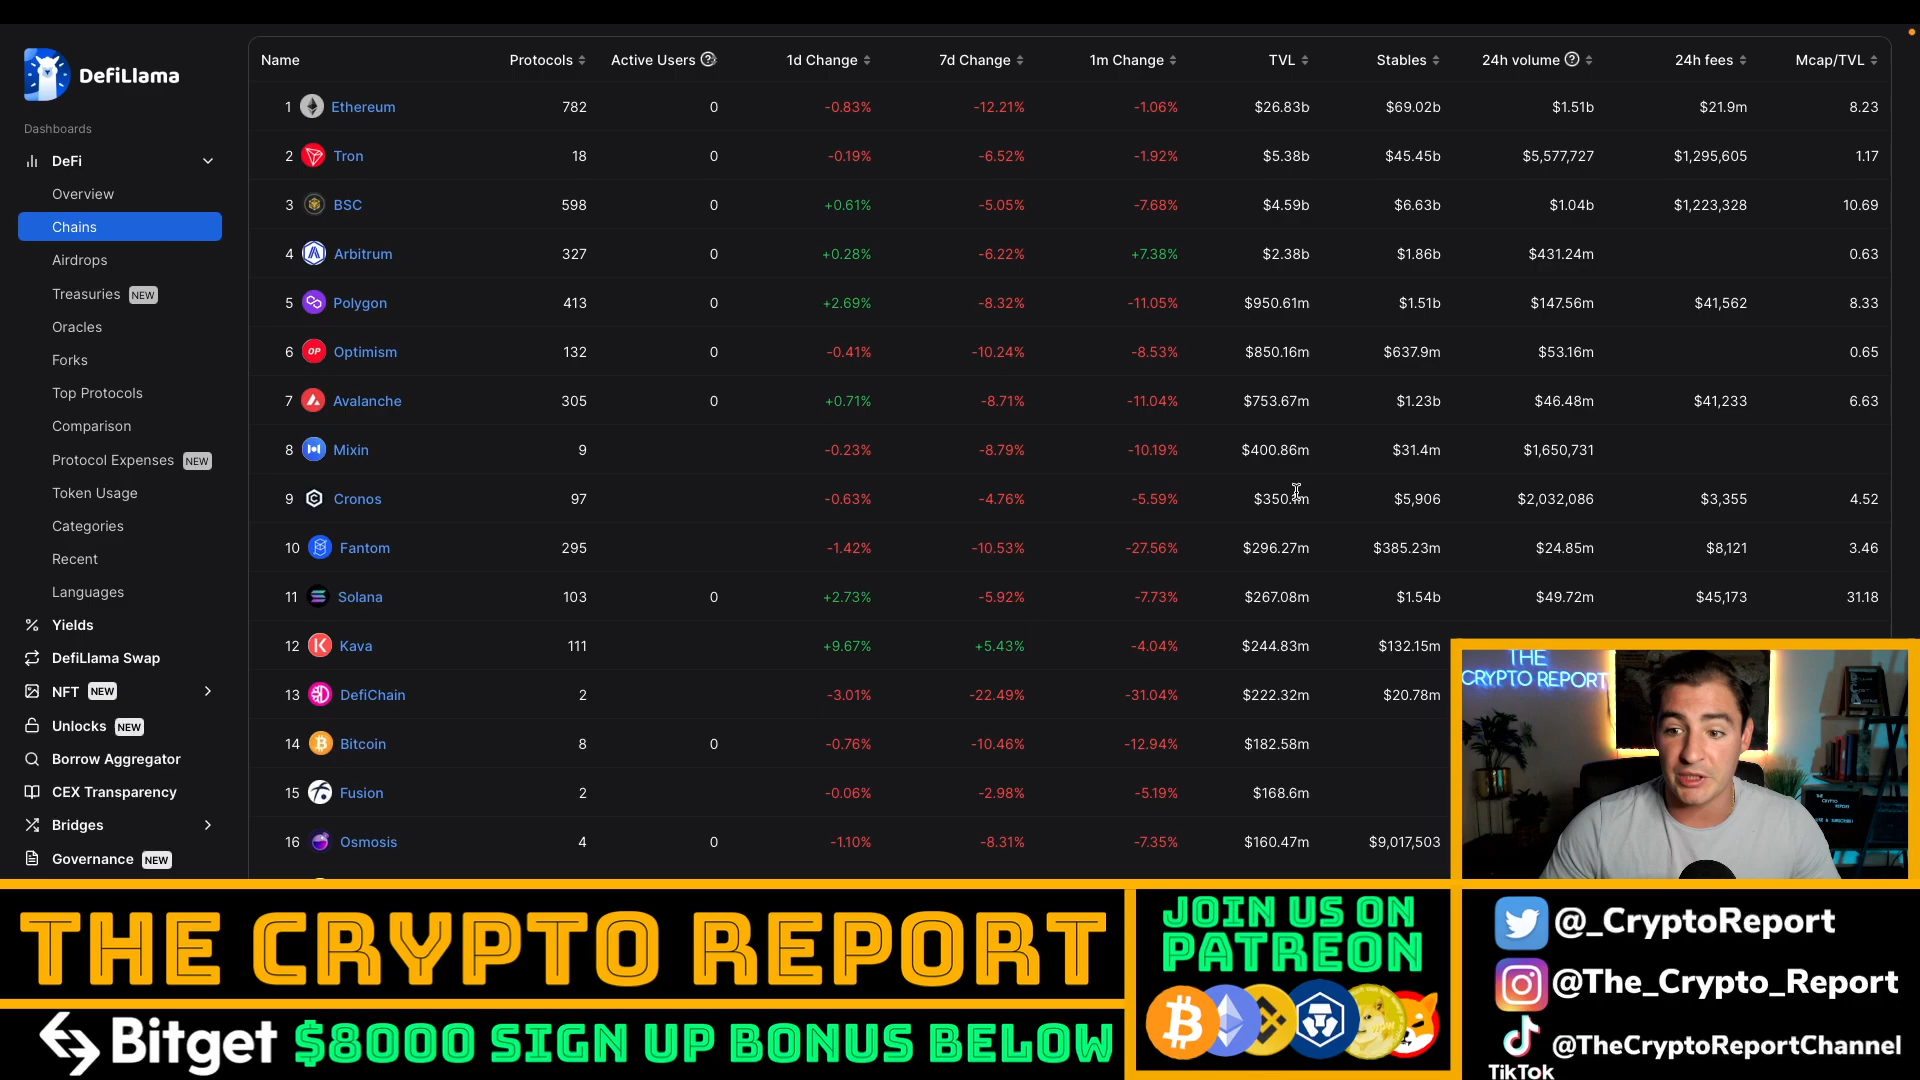 DefiLlama
Dashboards
DeFi
Overview
Chains
Airdrops
Treasuries NEW
Oracles
Forks
Top Protocols
Comparison
Protocol Expenses NEW
Token Usage
Categories
Recent
Languages
Yields
DefiLlama Swap
NFT NEW
Unlocks NEW
Borrow Aggregator
CEX Transparency
Bridges
Governance NEW
Name Protocols Active Users 1d Change 7d Change 1m Change TVL Stables 24h volume 24h fees Mcap/TVL
1 Ethereum 782 0 -0.83% -12.21% -1.06% $26.83b $69.02b $1.51b $21.9m 8.23
2 Tron 18 0 -0.19% -6.52% -1.92% $5.38b $45.45b $5,577,727 $1,295,605 1.17
3 BSC 598 0 +0.61% -5.05% -7.68% $4.59b $6.63b $1.04b $1,223,328 10.69
4 Arbitrum 327 0 +0.28% -6.22% +7.38% $2.38b $1.86b $431.24m 0.63
5 Polygon 413 0 +2.69% -8.32% -11.05% $950.61m $1.51b $147.56m $41,562 8.33
6 OP Optimism 132 0 -0.41% -10.24% -8.53% $850.16m $637.9m $53.16m 0.65
7 Avalanche 305 0 +0.71% -8.71% -11.04% $753.67m $1.23b $46.48m $41,233 6.63
8 Mixin 9 -0.23% -8.79% -10.19% $400.86m $31.4m $1,650,731
9 Cronos 97 -0.63% -4.76% -5.59% $5,906 $2,032,086 $3,355 4.52
10 Fantom 295 -1.42% -10.53% -27.56% $296.27m $385.23m $24.85m $8,121 3.46
11 Solana 103 0 +2.73% -5.92% -7.73% $267.08m $1.54b $49.72m $45,173 31.18
12 Kava 111 +9.67% +5.43% -4.04% $244.83m $132.15m
13 DefiChain 2 -3.01% -22.49% -31.04% $222.32m $20.78m
14 Bitcoin 8 0 -0.76% -10.46% -12.94% $182.58m
15 Fusion 2 -0.06% -2.98% -5.19% $168.6m
16 Osmosis 4 0 -1.10% -8.31% -7.35% $160.47m $9,017,503
THE
CRYPTO REPORT
THE CRYPTO REPORT
Bitget $8000 SIGN UP BONUS BELOW
JOIN US ON
PATREON
@_CryptoReport
@The_Crypto_Report
@TheCryptoReportChannel
TikTok